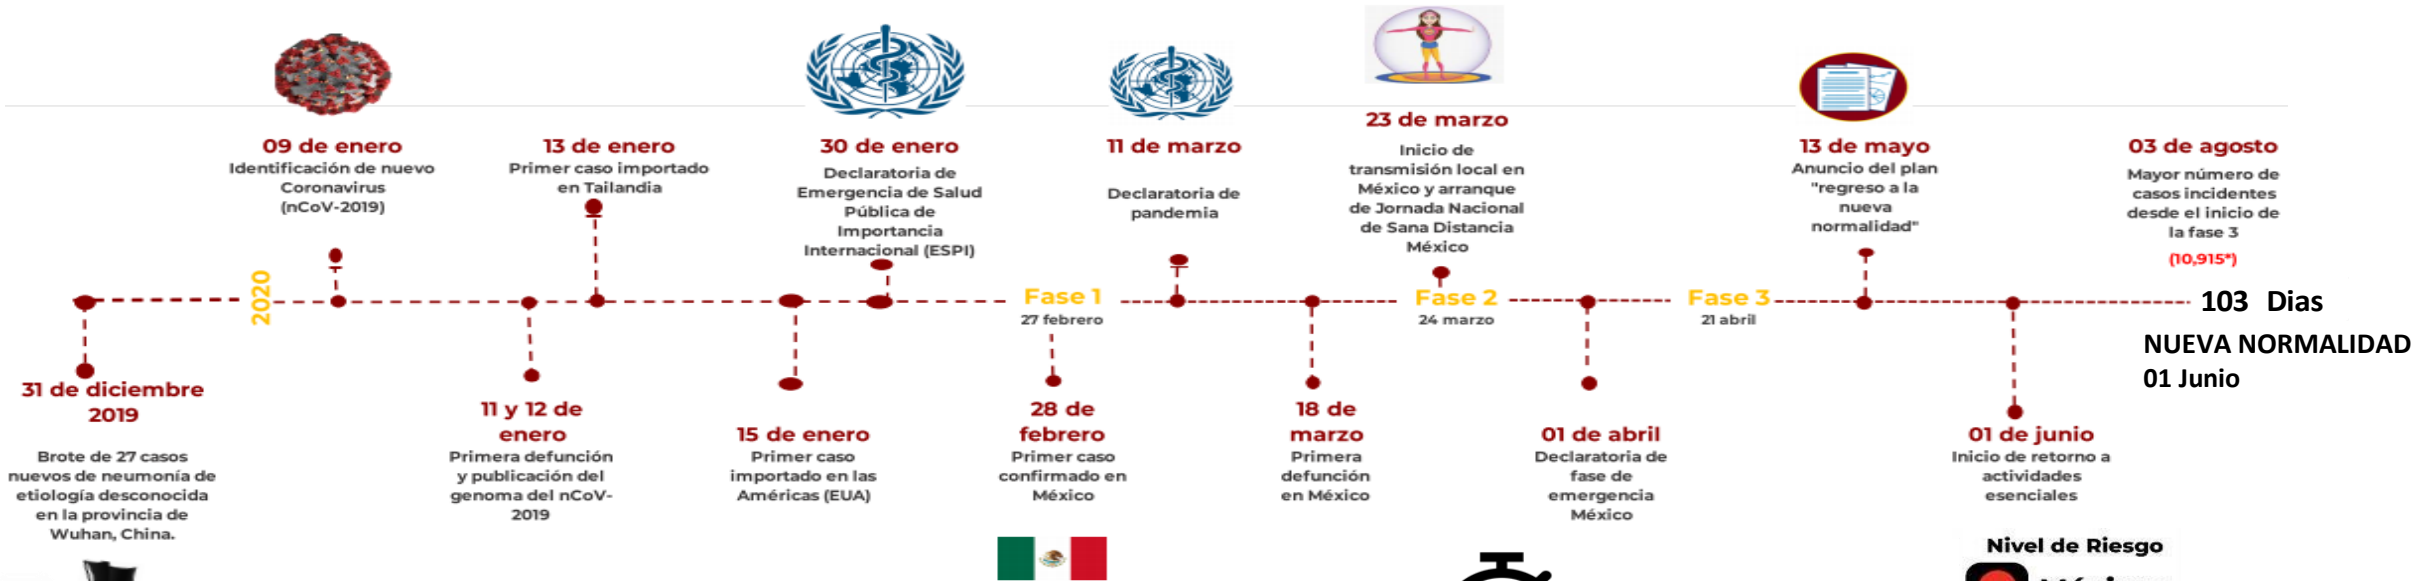 09 de enero
Identificación de nuevo
Coronavirus
(nCoV-2019)
13 de enero
Primer caso importado
en Tailandia
30 de enero
Declaratoria de
Emergencia de Salud
Pública de
Importancia
Internacional (ESPI)
11 de marzo
Declaratoria de
pandemia
23 de marzo
Inicio de
transmisión local en
México y arranque
de Jornada Nacional
de Sana Distancia
México
13 de mayo
Anuncio del plan
"regreso a la
nueva
normalidad"
03 de agosto
Mayor número de
casos incidentes
desde el inicio de
la fase 3
(10,915*)
2020
Fase 1
27 febrero
Fase 2
24 marzo
Fase 3
21 abril
103 Dias
NUEVA NORMALIDAD
01 Junio
31 de diciembre
2019
Brote de 27 casos
nuevos de neumonía de
etiología desconocida
en la provincia de
Wuhan, China.
11 y 12 de
enero
Primera defunción
y publicación del
genoma del nCoV-
2019
15 de enero
Primer caso
importado en las
Américas (EUA)
28 de
febrero
Primer caso
confirmado en
México
18 de
marzo
Primera
defunción
en México
01 de abril
Declaratoria de
fase de
emergencia
México
01 de junio
Inicio de retorno a
actividades
esenciales
Nivel de Riesgo